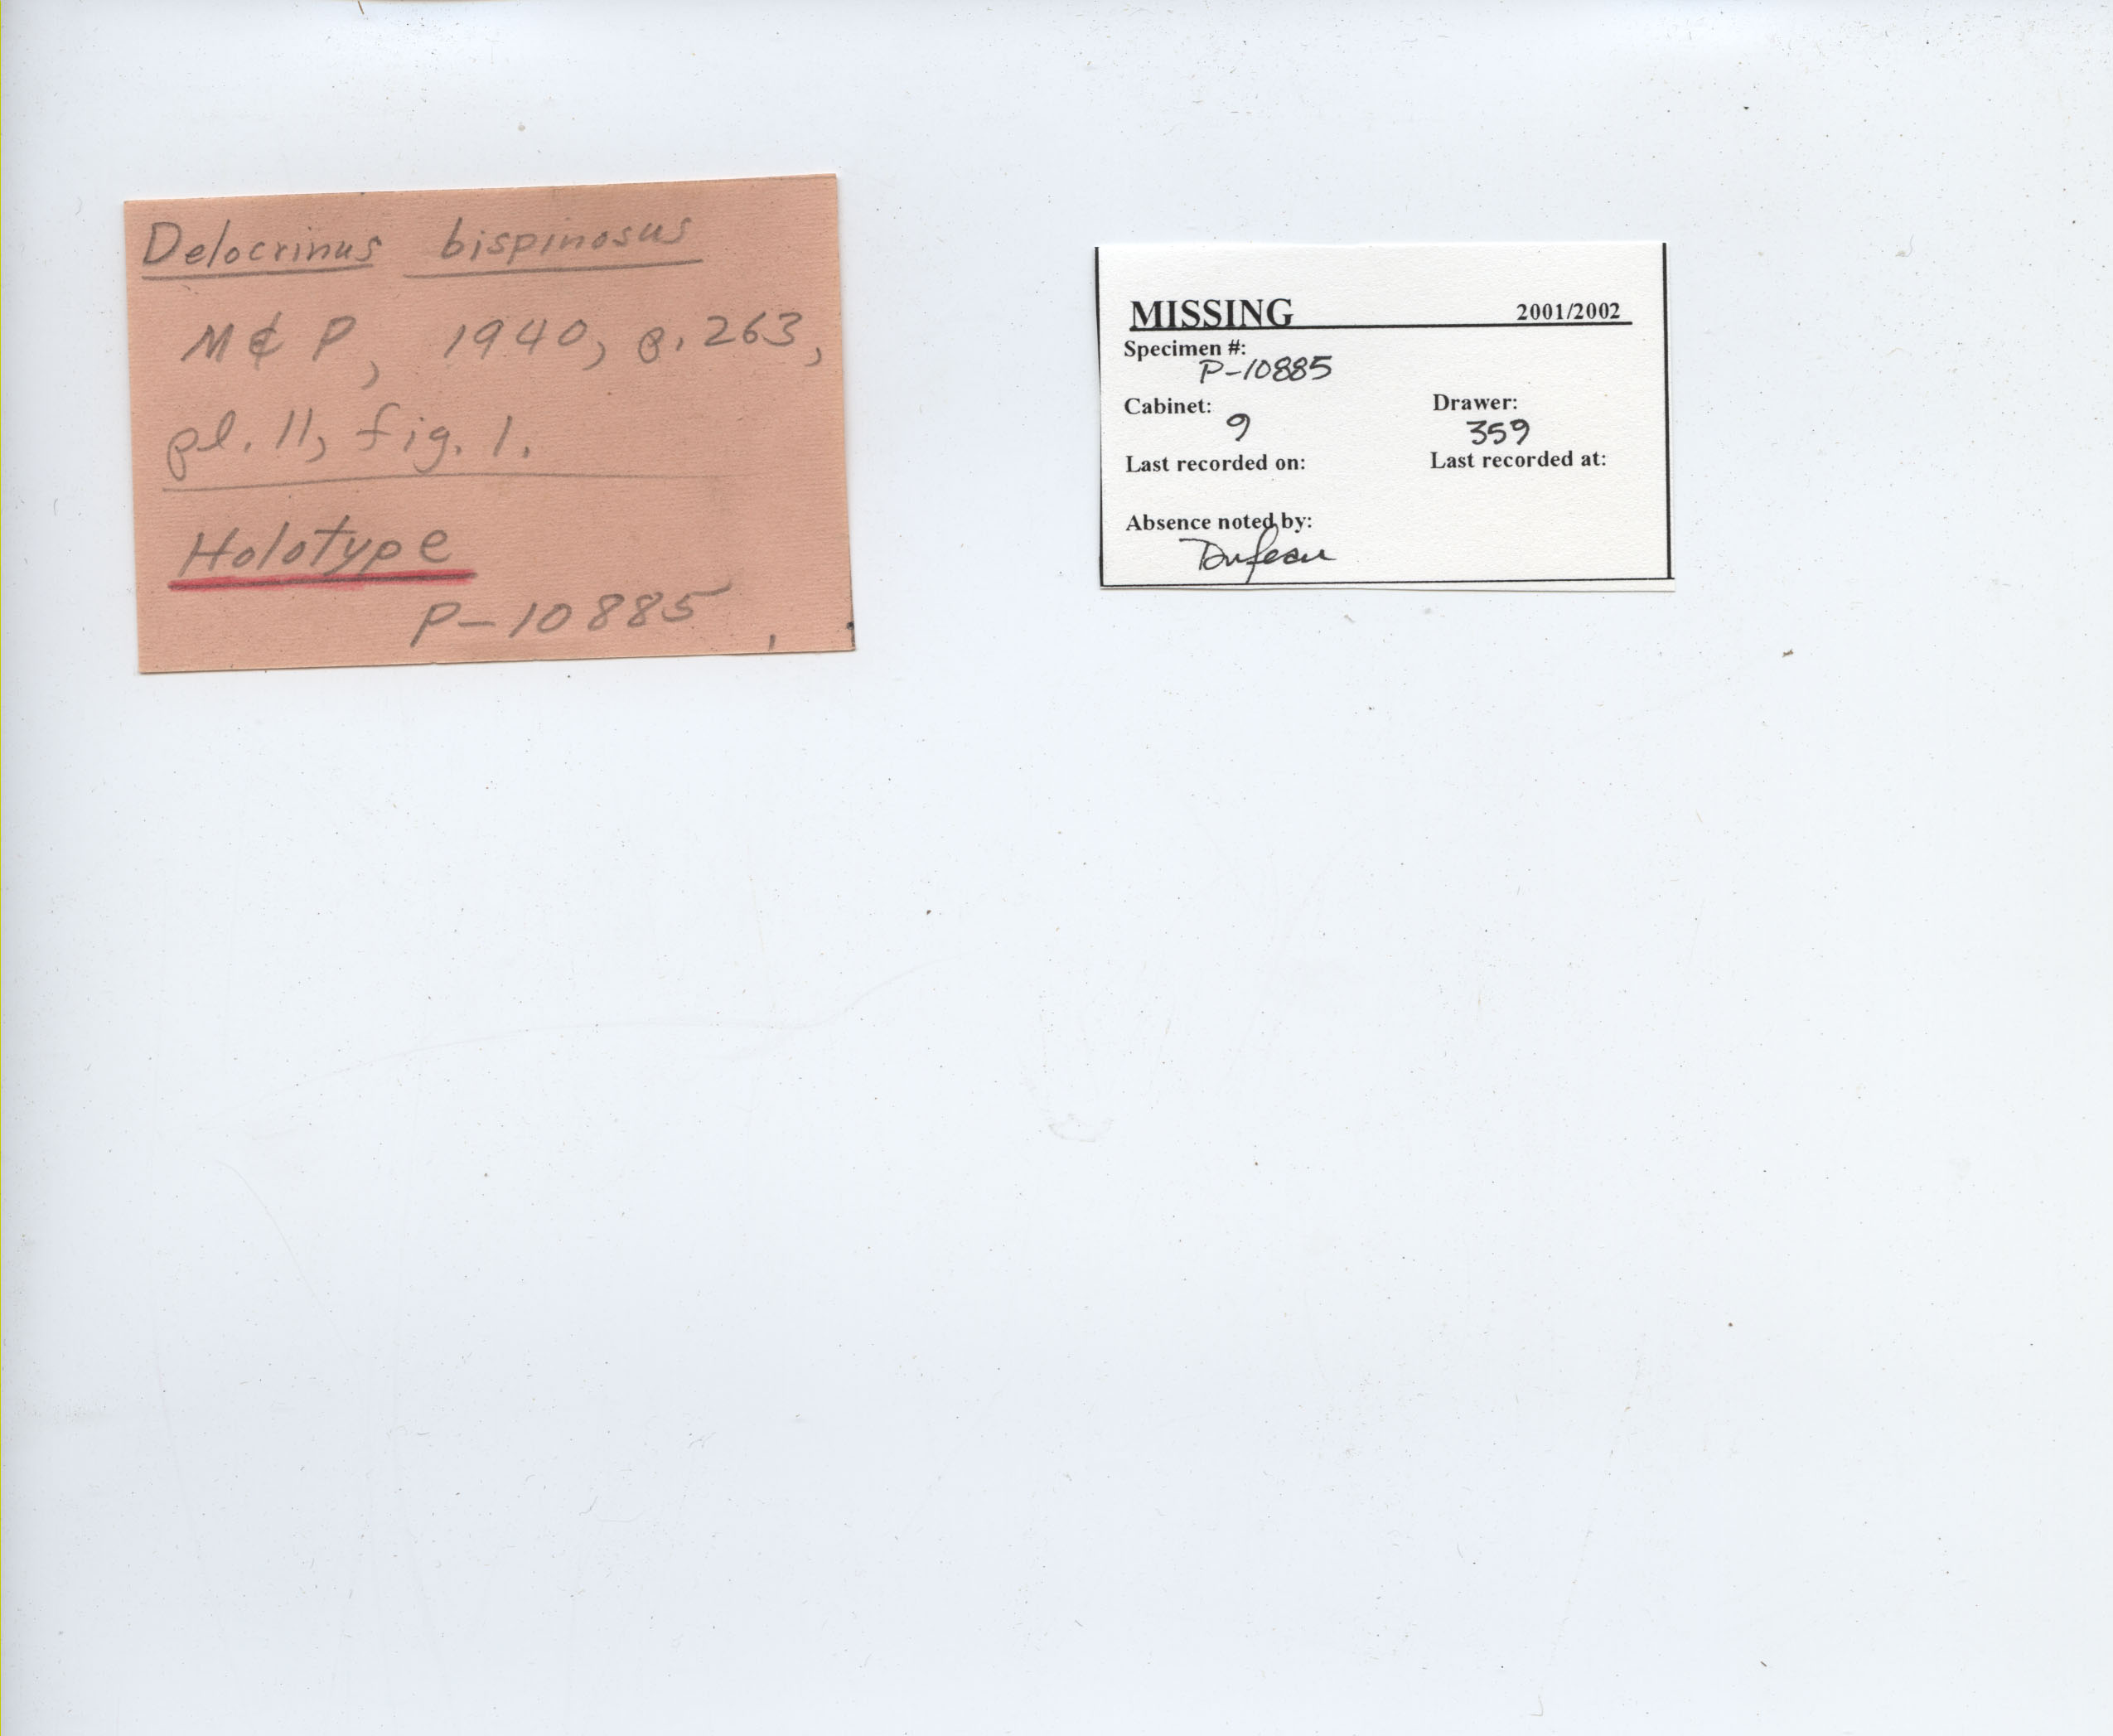 Delocrinus bispinosus
M & P, 1940, p. 263,
pl. 11, fig. 1.
Holotype
P-10885
MISSING 2001/2002
Specimen #:
P-10885
Cabinet: Drawer:
9 359
Last recorded on: Last recorded at:
Absence noted by: